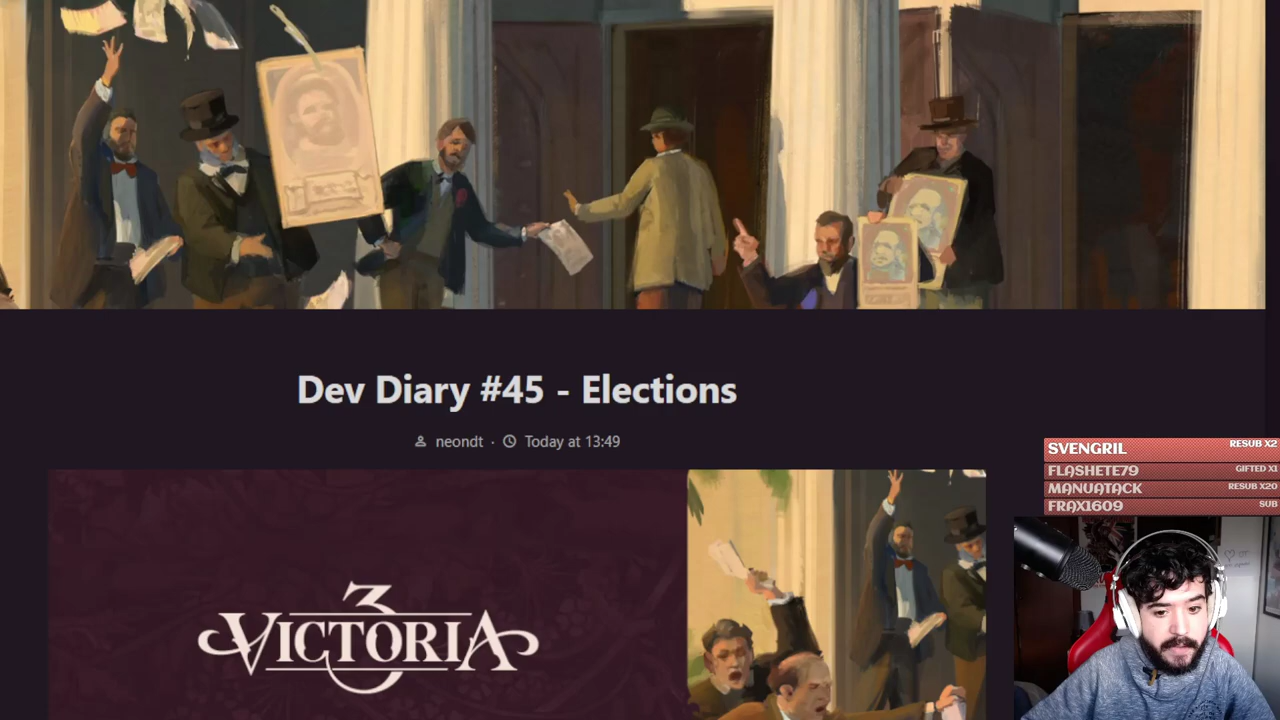 Dev Diary #45 - Elections
neondt · Today at 13:49
SVENGRIL RESUB X2
FLASHETE79 GIFTED X1
MANUATACK RESUB X20
FRAX1609 SUB
3
VICTORIA